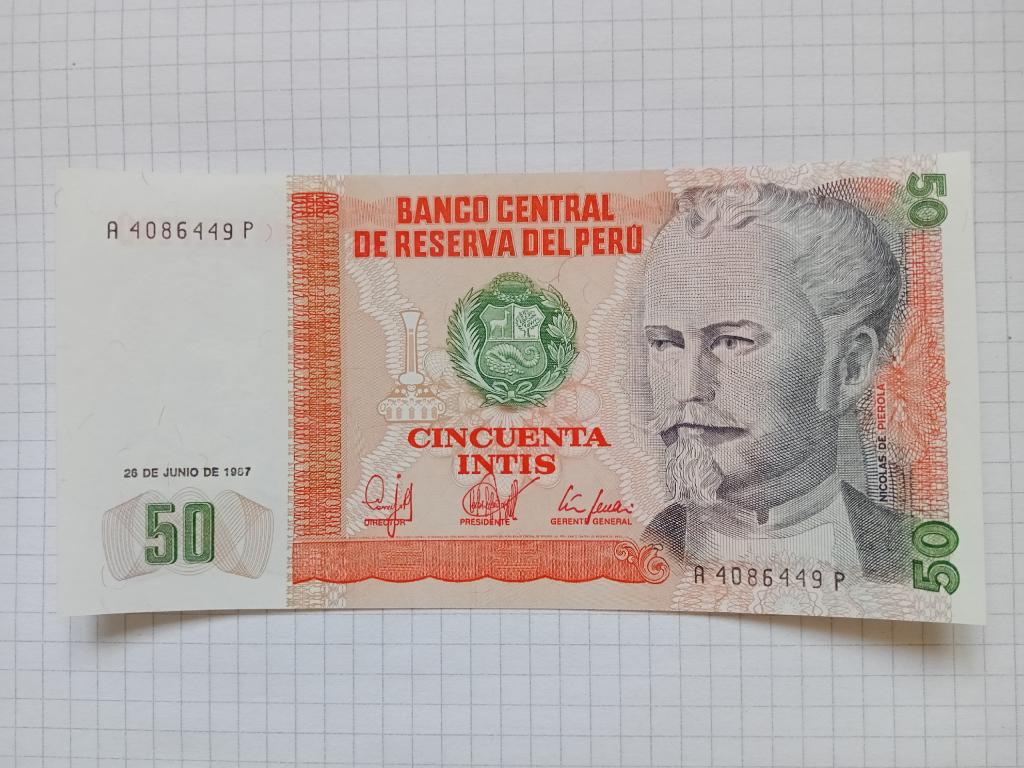 A 4086449 P
BANCO CENTRAL
DE RESERVA DEL PERÚ
50
CINCUENTA
INTIS
NICOLAS DE PIEROLA
26 DE JUNIO DE 1987
50
DIRECTOR
PRESIDENTE
GERENTE GENERAL
A 4086449 P
50